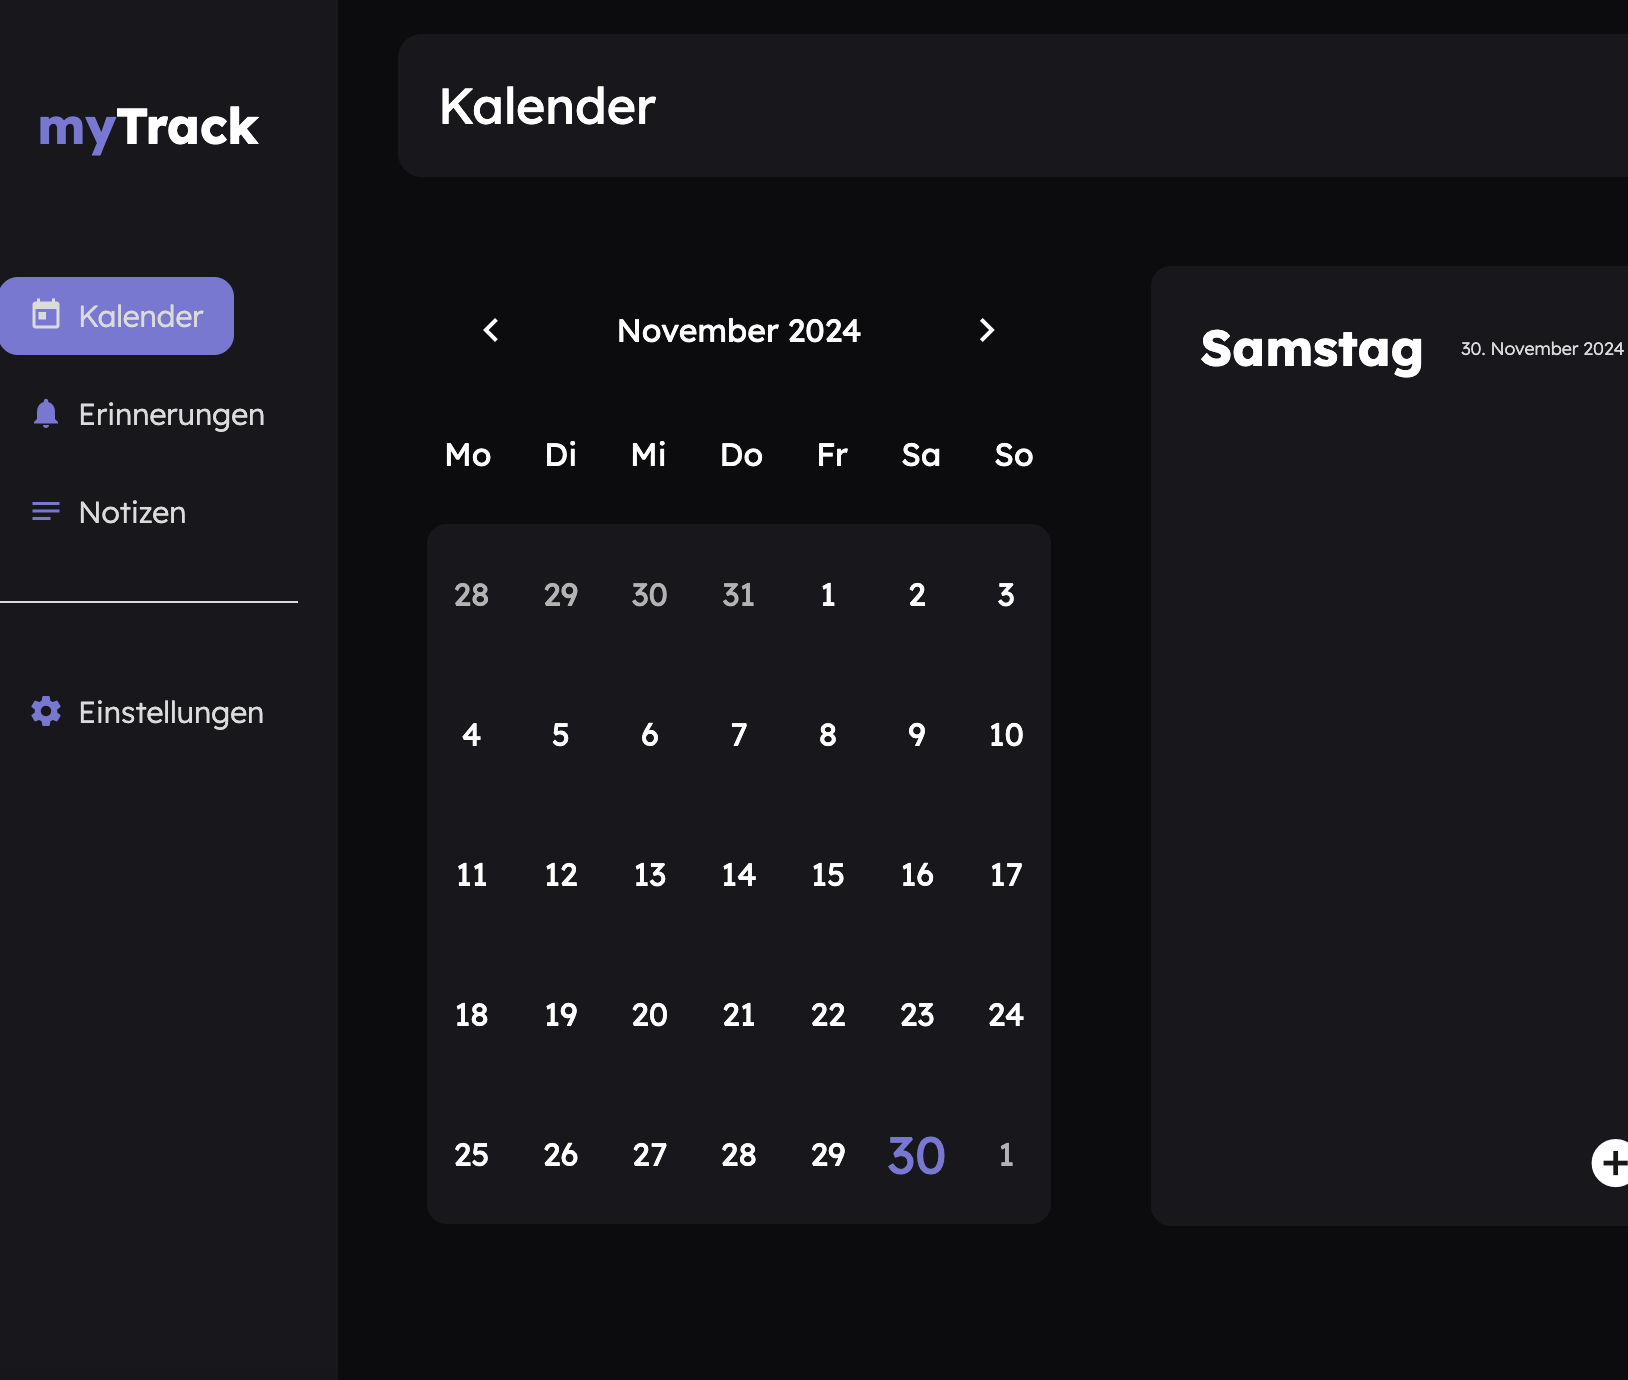 myTrack
Kalender
Erinnerungen
Notizen
Einstellungen
Kalender
November 2024
Mo Di Mi Do Fr Sa So
28 29 30 31 1 2 3
4 5 6 7 8 9 10
11 12 13 14 15 16 17
18 19 20 21 22 23 24
25 26 27 28 29 30 1
Samstag 30. November 2024